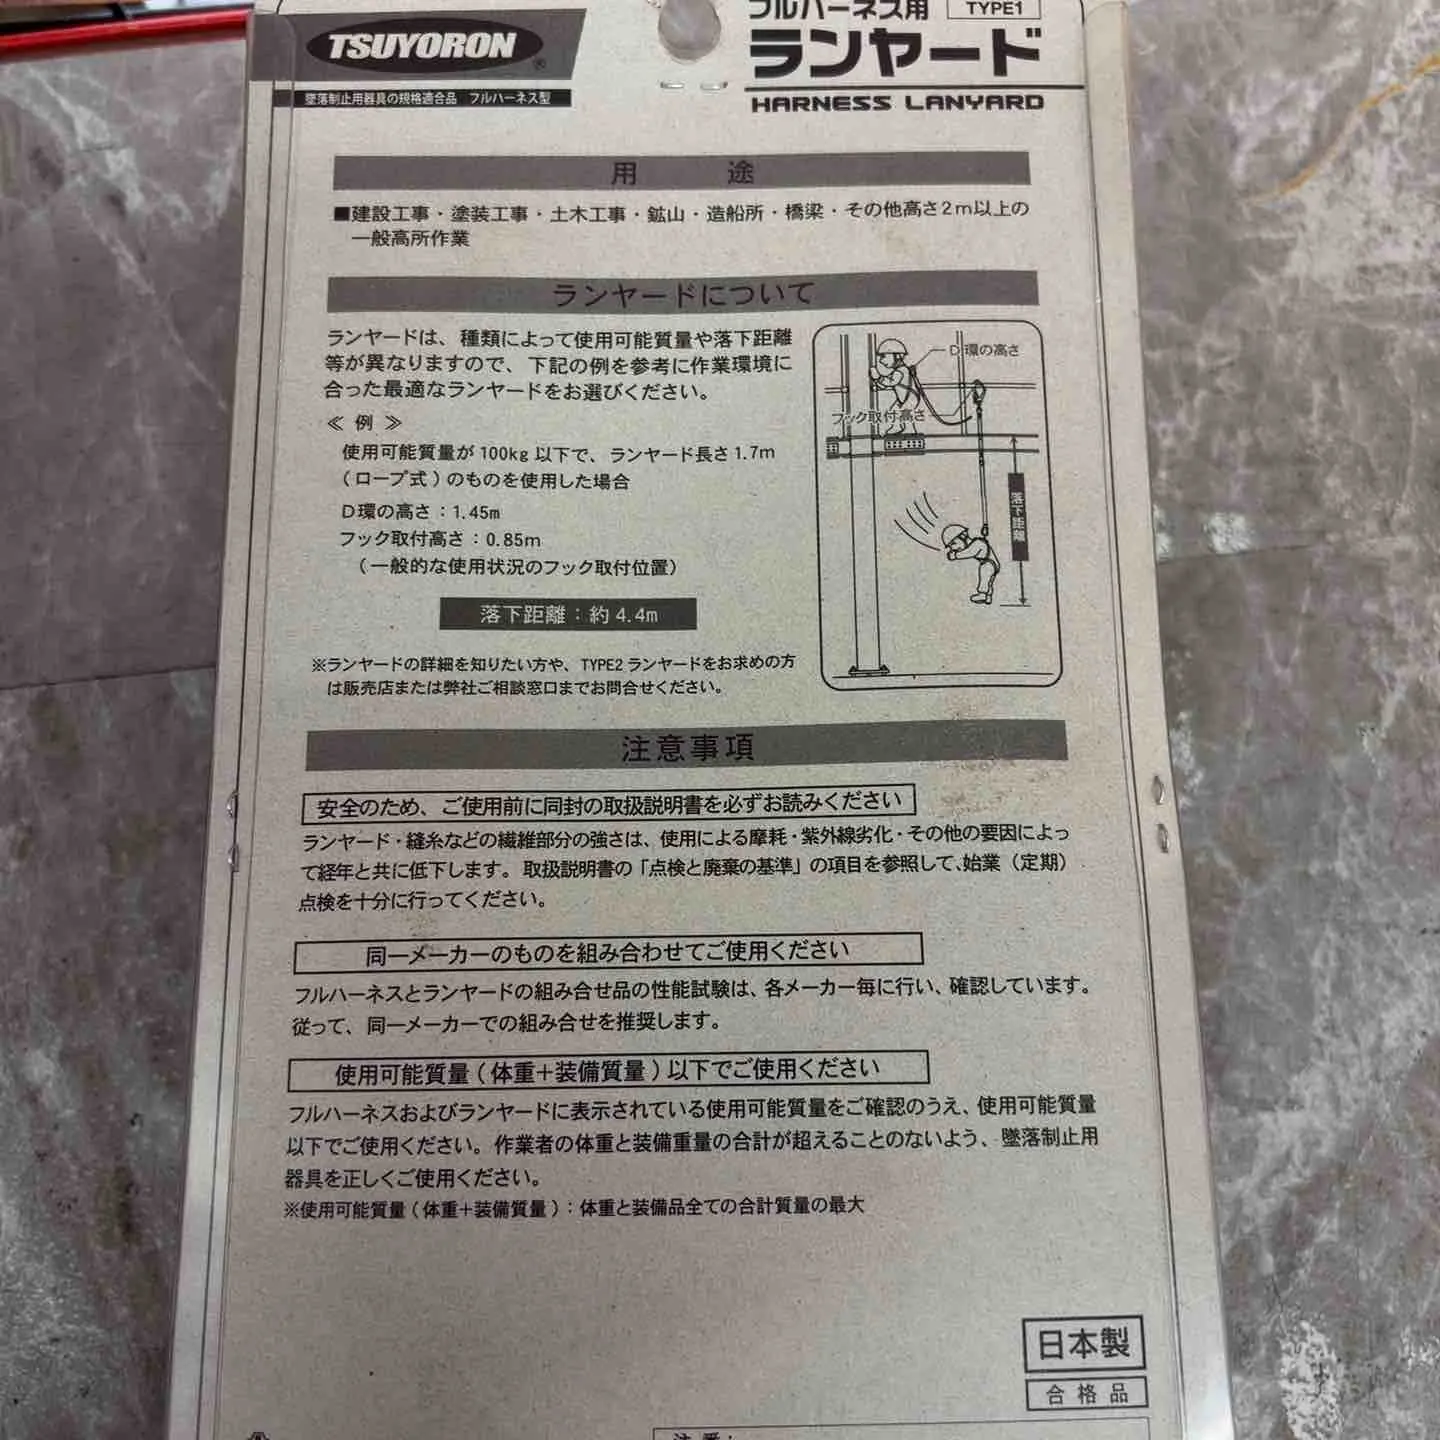 TSUYORON®
墜落制止用器具の規格適合品 フルハーネス型
フルハーネス用 TYPE1
ランヤード
HARNESS LANYARD
用 途
■建設工事・塗装工事・土木工事・鉱山・造船所・橋梁・その他高さ2m以上の
一般高所作業
ランヤードについて
ランヤードは、種類によって使用可能質量や落下距離
等が異なりますので、下記の例を参考に作業環境に
合った最適なランヤードをお選びください。
≪ 例 ≫
使用可能質量が100kg以下で、ランヤード長さ1.7m
(ロープ式)のものを使用した場合
D環の高さ:1.45m
フック取付高さ:0.85m
(一般的な使用状況のフック取付位置)
落下距離:約4.4m
D環の高さ
フック取付高さ
落下距離
※ランヤードの詳細を知りたい方や、TYPE2ランヤードをお求めの方
は販売店または弊社ご相談窓口までお問合せください。
注意事項
安全のため、ご使用前に同封の取扱説明書を必ずお読みください
ランヤード・縫糸などの繊維部分の強さは、使用による摩耗・紫外線劣化・その他の要因によっ
て経年と共に低下します。取扱説明書の「点検と廃棄の基準」の項目を参照して、始業(定期)
点検を十分に行ってください。
同一メーカーのものを組み合わせてご使用ください
フルハーネスとランヤードの組み合せ品の性能試験は、各メーカー毎に行い、確認しています。
従って、同一メーカーでの組み合せを推奨します。
使用可能質量(体重+装備質量)以下でご使用ください
フルハーネスおよびランヤードに表示されている使用可能質量をご確認のうえ、使用可能質量
以下でご使用ください。作業者の体重と装備重量の合計が超えることのないよう、墜落制止用
器具を正しくご使用ください。
※使用可能質量(体重+装備質量):体重と装備品全ての合計質量の最大
日本製
合格品